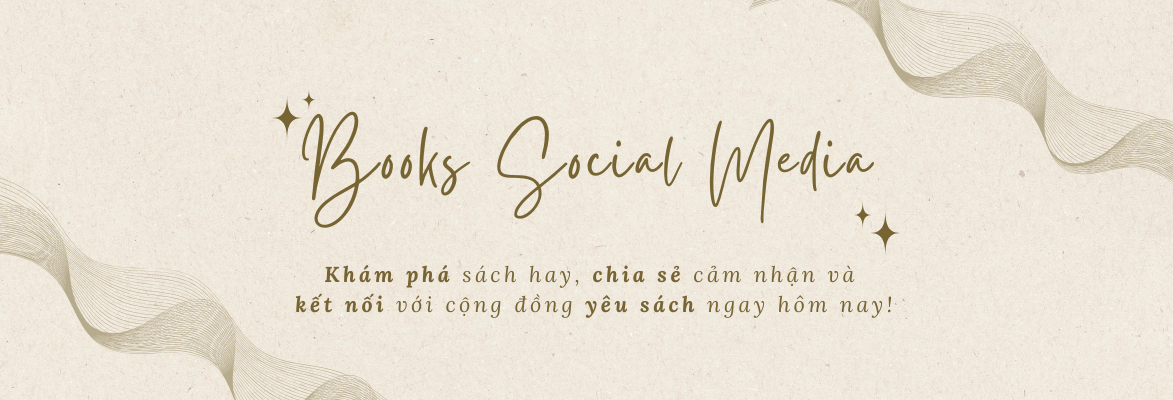 Books Social Media
Khám phá sách hay, chia sẻ cảm nhận và
kết nối với cộng đồng yêu sách ngay hôm nay!